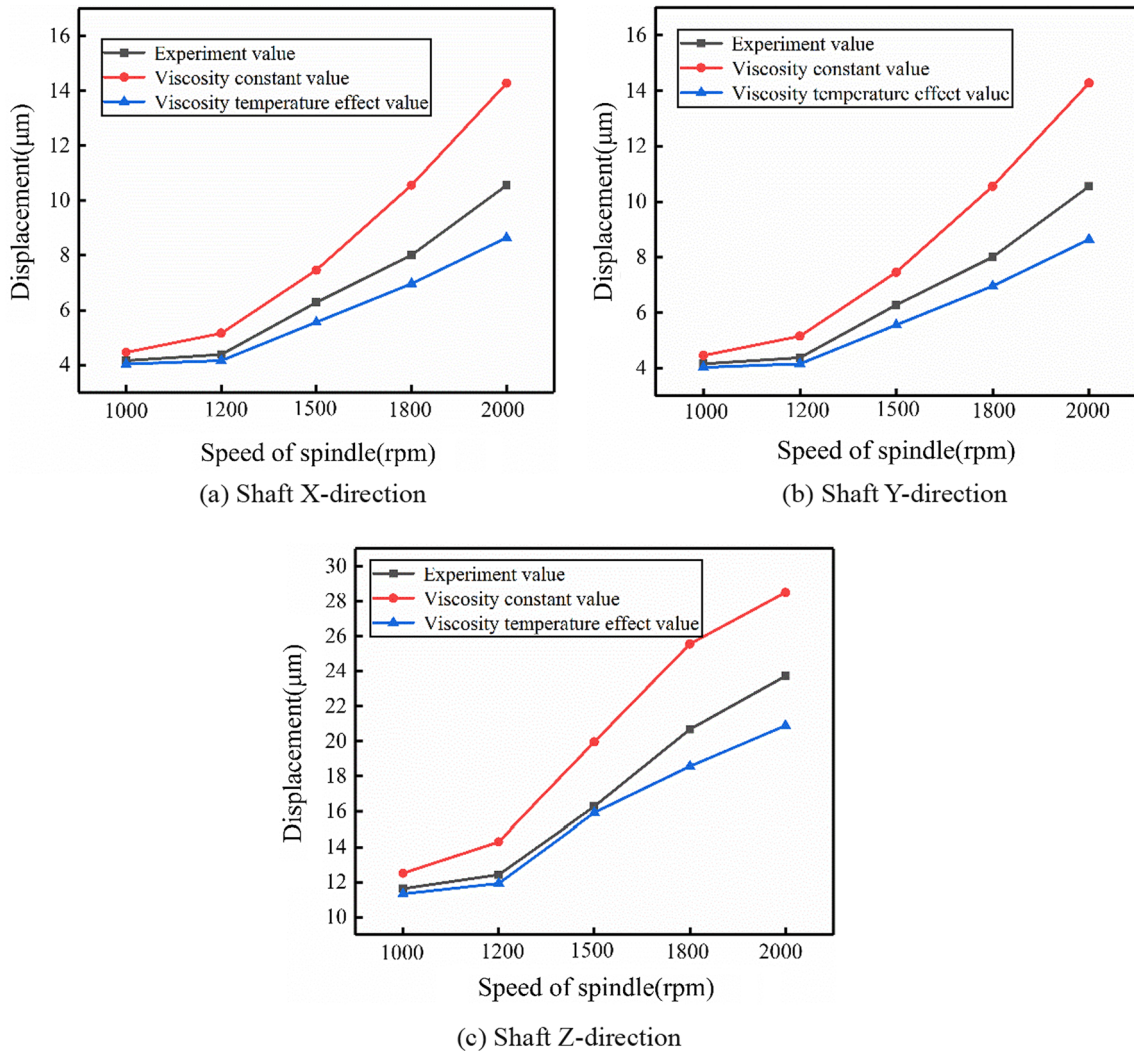 Experiment value
Viscosity constant value
Viscosity temperature effect value
16
14
12
10
8
6
4
Displacement(μm)
1000 1200 1500 1800 2000
Speed of spindle(rpm)
(a) Shaft X-direction
Experiment value
Viscosity constant value
Viscosity temperature effect value
16
14
12
10
8
6
4
Displacement(μm)
1000 1200 1500 1800 2000
Speed of spindle(rpm)
(b) Shaft Y-direction
Experiment value
Viscosity constant value
Viscosity temperature effect value
30
28
26
24
22
20
18
16
14
12
10
Displacement(μm)
1000 1200 1500 1800 2000
Speed of spindle(rpm)
(c) Shaft Z-direction